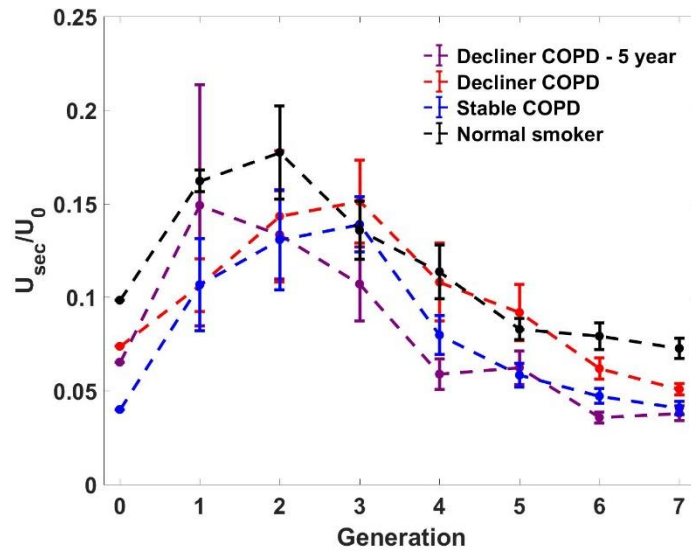 0.25
Decliner COPD - 5 year
Decliner COPD
Stable COPD
Normal smoker
0.2
0.15
0.1
0.05
0
U_sec/U_0
0 1 2 3 4 5 6 7
Generation